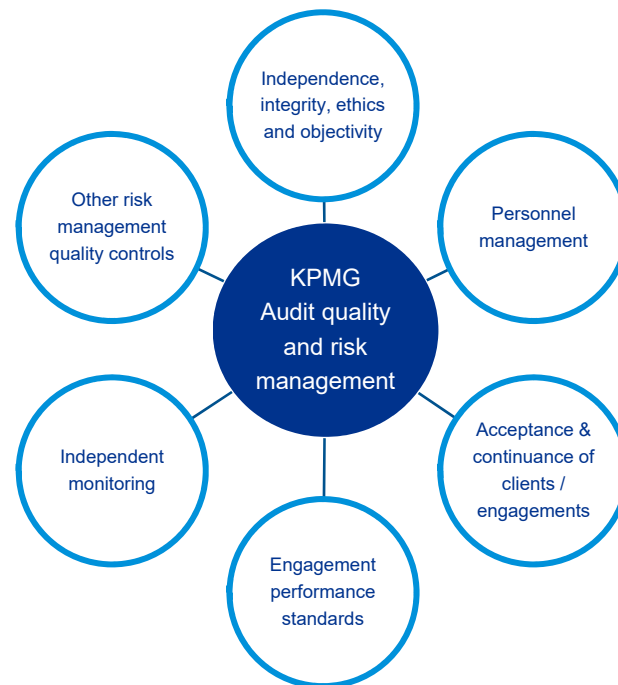 Independence,
integrity, ethics
and objectivity
Other risk
management
quality controls
Personnel
management
KPMG
Audit quality
and risk
management
Independent
monitoring
Acceptance &
continuance of
clients /
engagements
Engagement
performance
standards